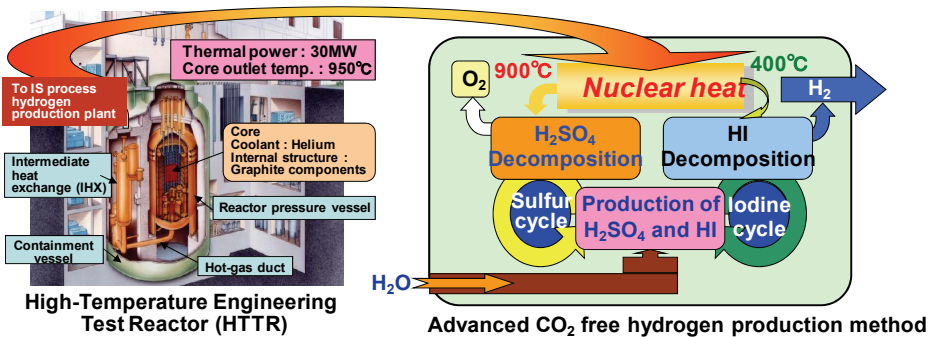 Thermal power : 30MW
Core outlet temp. : 950℃
To IS process
hydrogen
production plant
Core
Coolant : Helium
Internal structure :
Graphite components
Intermediate
heat
exchange (IHX)
Reactor pressure vessel
Containment
vessel
Hot-gas duct
High-Temperature Engineering
Test Reactor (HTTR)
O₂
900℃
Nuclear heat
400℃
H₂
H₂SO₄
Decomposition
HI
Decomposition
Sulfur
cycle
Production of
H₂SO₄ and HI
Iodine
cycle
H₂O
Advanced CO₂ free hydrogen production method